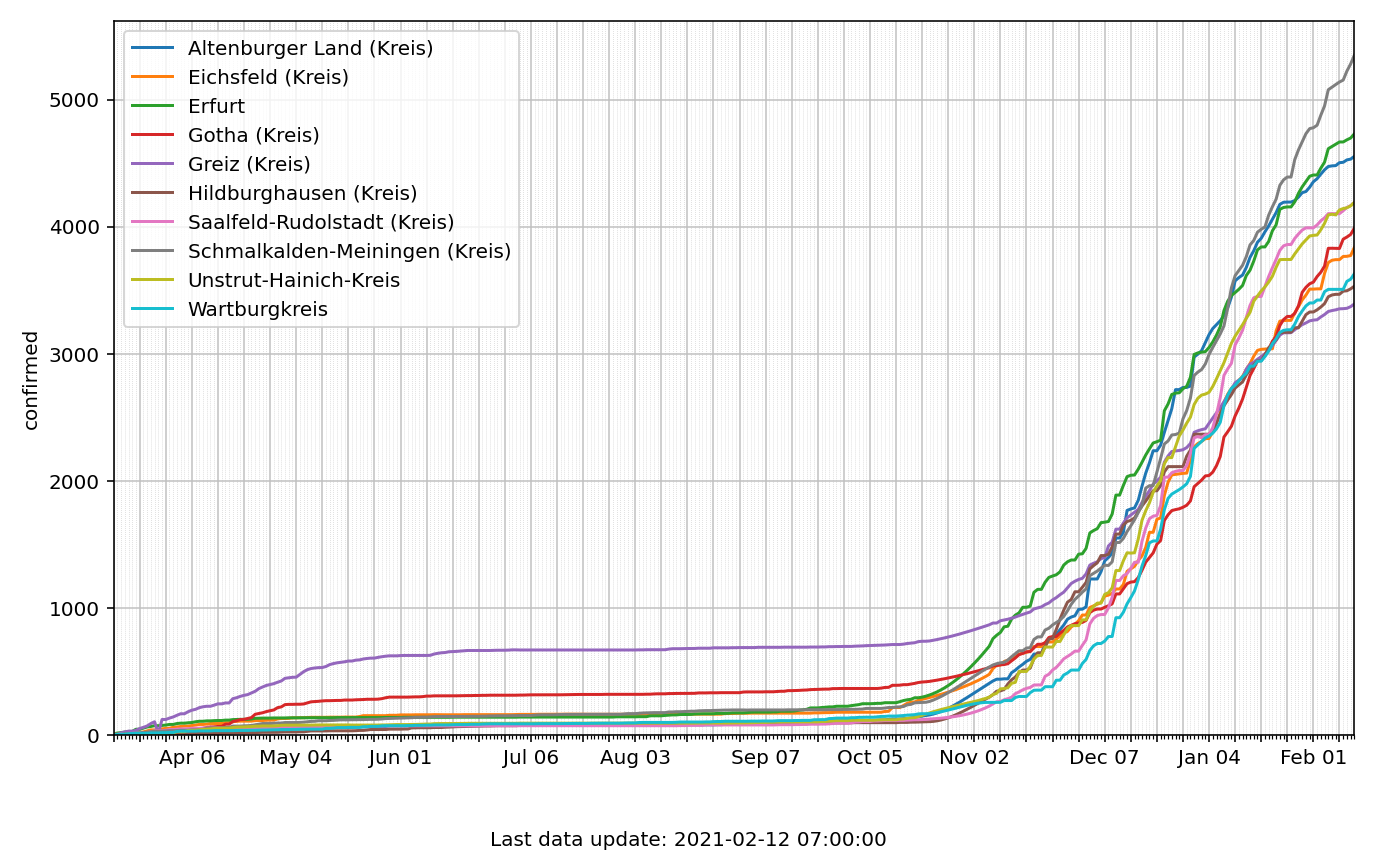 Altenburger Land (Kreis)
Eichsfeld (Kreis)
Erfurt
Gotha (Kreis)
Greiz (Kreis)
Hildburghausen (Kreis)
Saalfeld-Rudolstadt (Kreis)
Schmalkalden-Meiningen (Kreis)
Unstrut-Hainich-Kreis
Wartburgkreis
confirmed
5000
4000
3000
2000
1000
0
Apr 06 May 04 Jun 01 Jul 06 Aug 03 Sep 07 Oct 05 Nov 02 Dec 07 Jan 04 Feb 01
Last data update: 2021-02-12 07:00:00